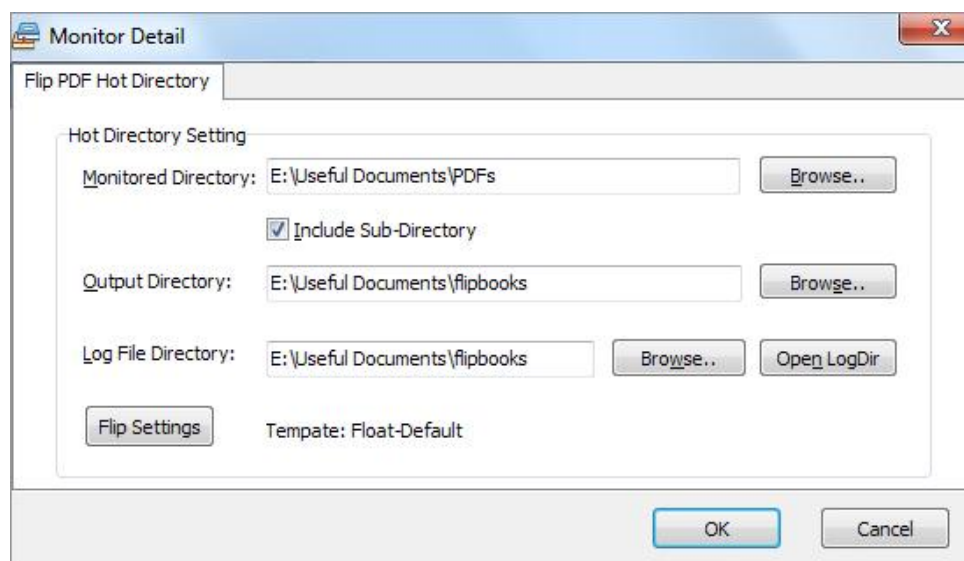 Monitor Detail
X
Flip PDF Hot Directory
Hot Directory Setting
Monitored Directory: E:\Useful Documents\PDFs Browse..
Include Sub-Directory
Output Directory: E:\Useful Documents\flipbooks Browse..
Log File Directory: E:\Useful Documents\flipbooks Browse.. Open LogDir
Flip Settings Tempate: Float-Default
OK Cancel